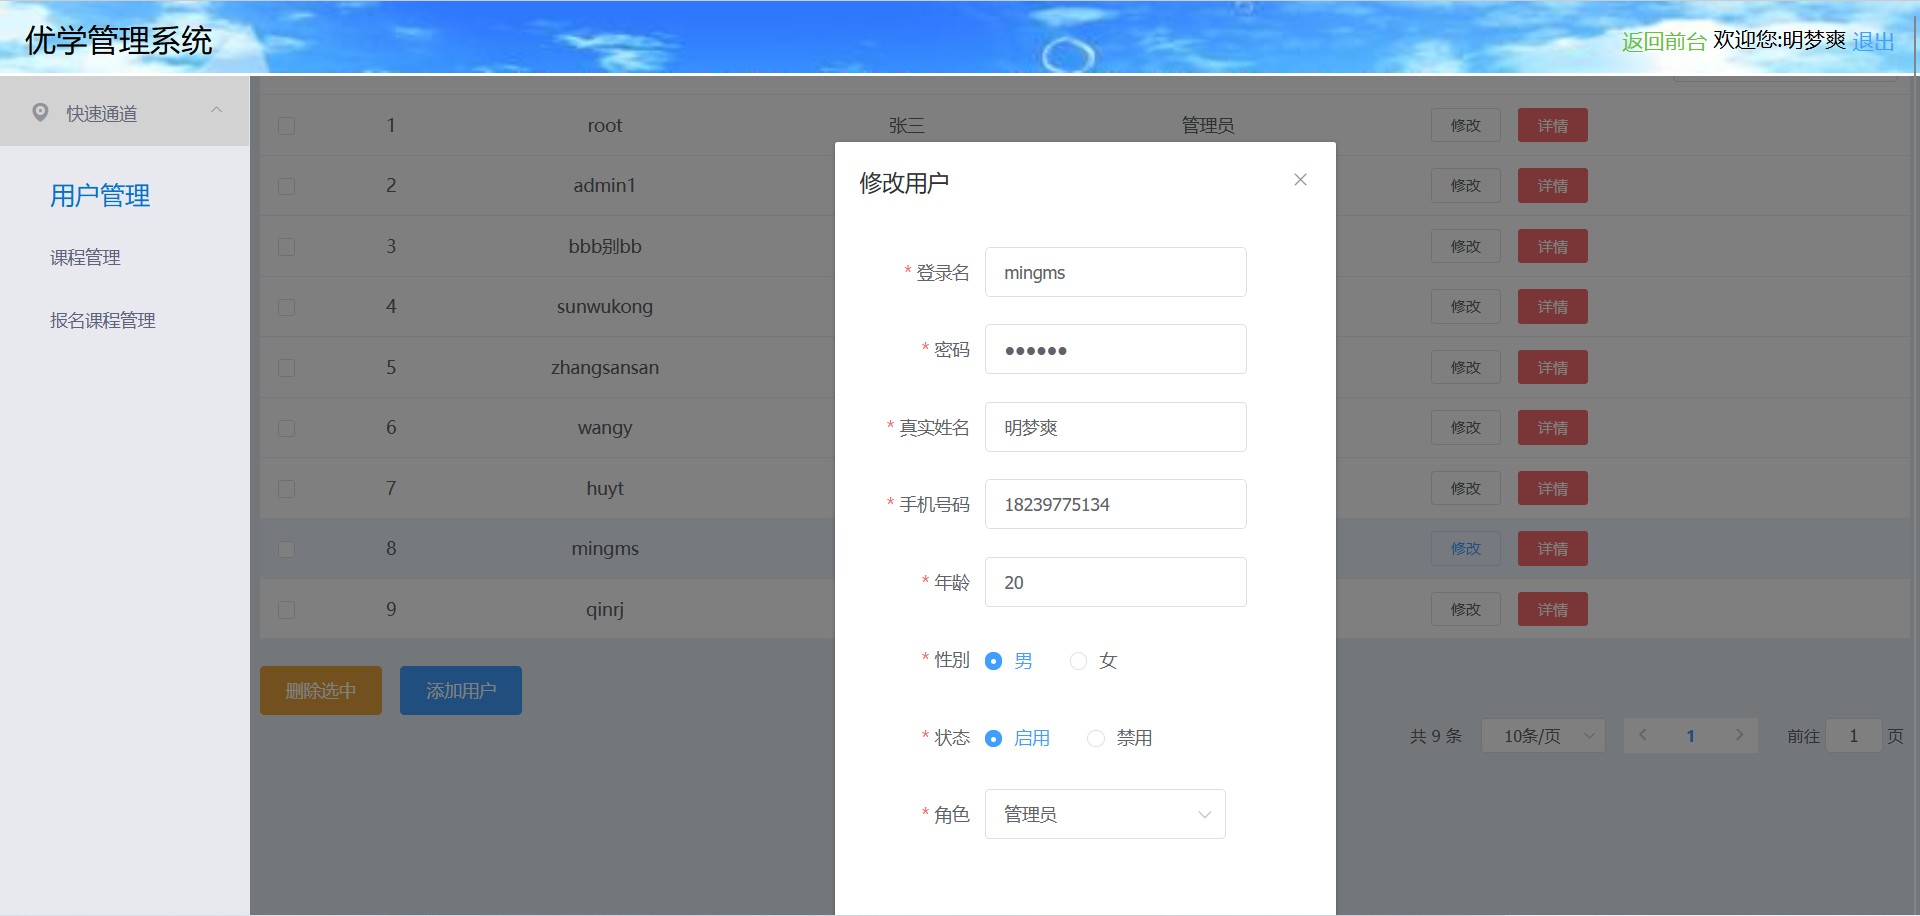 优学管理系统
返回前台 欢迎您:明梦爽 退出
快速通道
用户管理
课程管理
报名课程管理
1 root 张三 管理员 修改 详情
2 admin1 修改 详情
3 bbb别bb 修改 详情
4 sunwukong 修改 详情
5 zhangsansan 修改 详情
6 wangy 修改 详情
7 huyt 修改 详情
8 mingms 修改 详情
9 qinrj 修改 详情
删除选中 添加用户
共 9 条 10条/页 1 前往 1 页
修改用户
* 登录名 mingms
* 密码 ●●●●●●
* 真实姓名 明梦爽
* 手机号码 18239775134
* 年龄 20
* 性别 男 女
* 状态 启用 禁用
* 角色 管理员